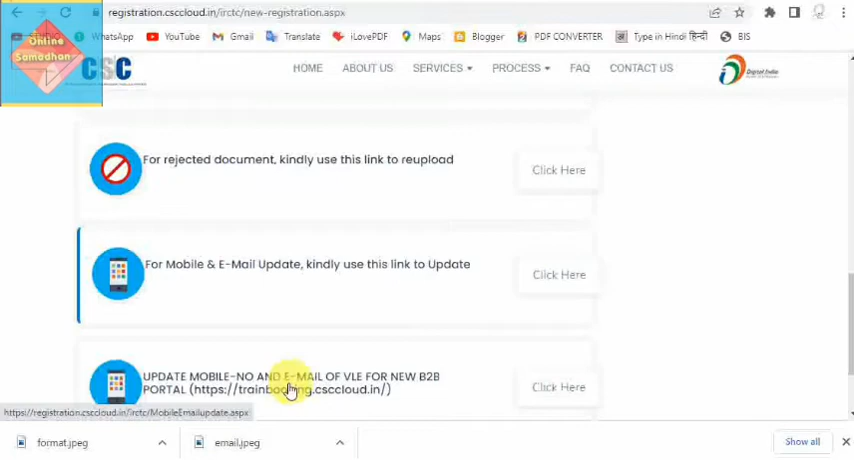 registration.csccloud.in/irctc/new-registration.aspx
WhatsApp
YouTube
Gmail
Translate
iLovePDF
Maps
Blogger
PDF CONVERTER
Type in Hindi हिन्दी
BIS
Online
Samadhan
CSC
HOME
ABOUT US
SERVICES
PROCESS
FAQ
CONTACT US
Digital India
For rejected document, kindly use this link to reupload
Click Here
For Mobile & E-Mail Update, kindly use this link to Update
Click Here
UPDATE MOBILE-NO AND E-MAIL OF VLE FOR NEW B2B
PORTAL (https://trainbooking.csccloud.in/)
Click Here
https://registration.csccloud.in/irctc/MobileEmailupdate.aspx
format.jpeg
email.jpeg
Show all